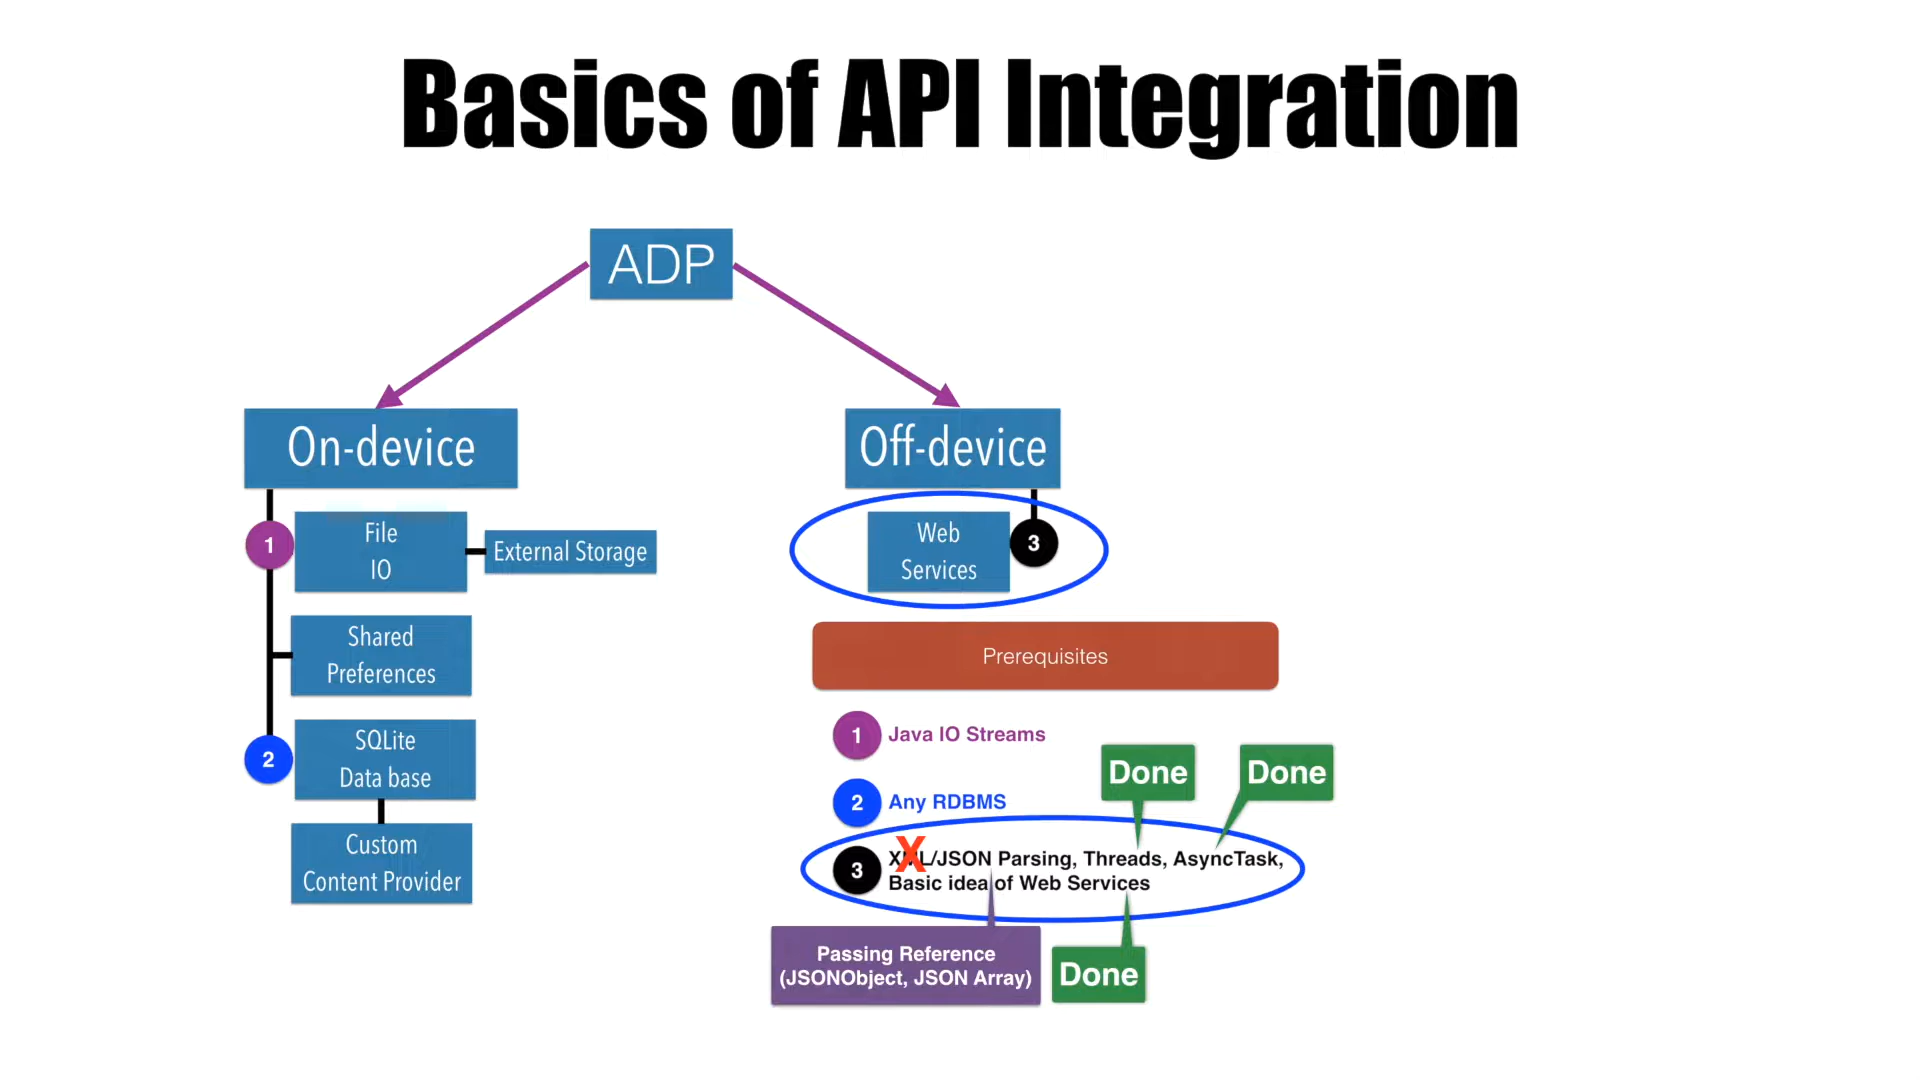 Basics of API Integration
ADP
On-device
Off-device
1
File
IO
External Storage
Web
Services
3
Shared
Preferences
Prerequisites
2
SQLite
Data base
1
Java IO Streams
Done
Done
2
Any RDBMS
Custom
Content Provider
3
X
XML/JSON Parsing, Threads, AsyncTask,
Basic idea of Web Services
Passing Reference
(JSONObject, JSON Array)
Done